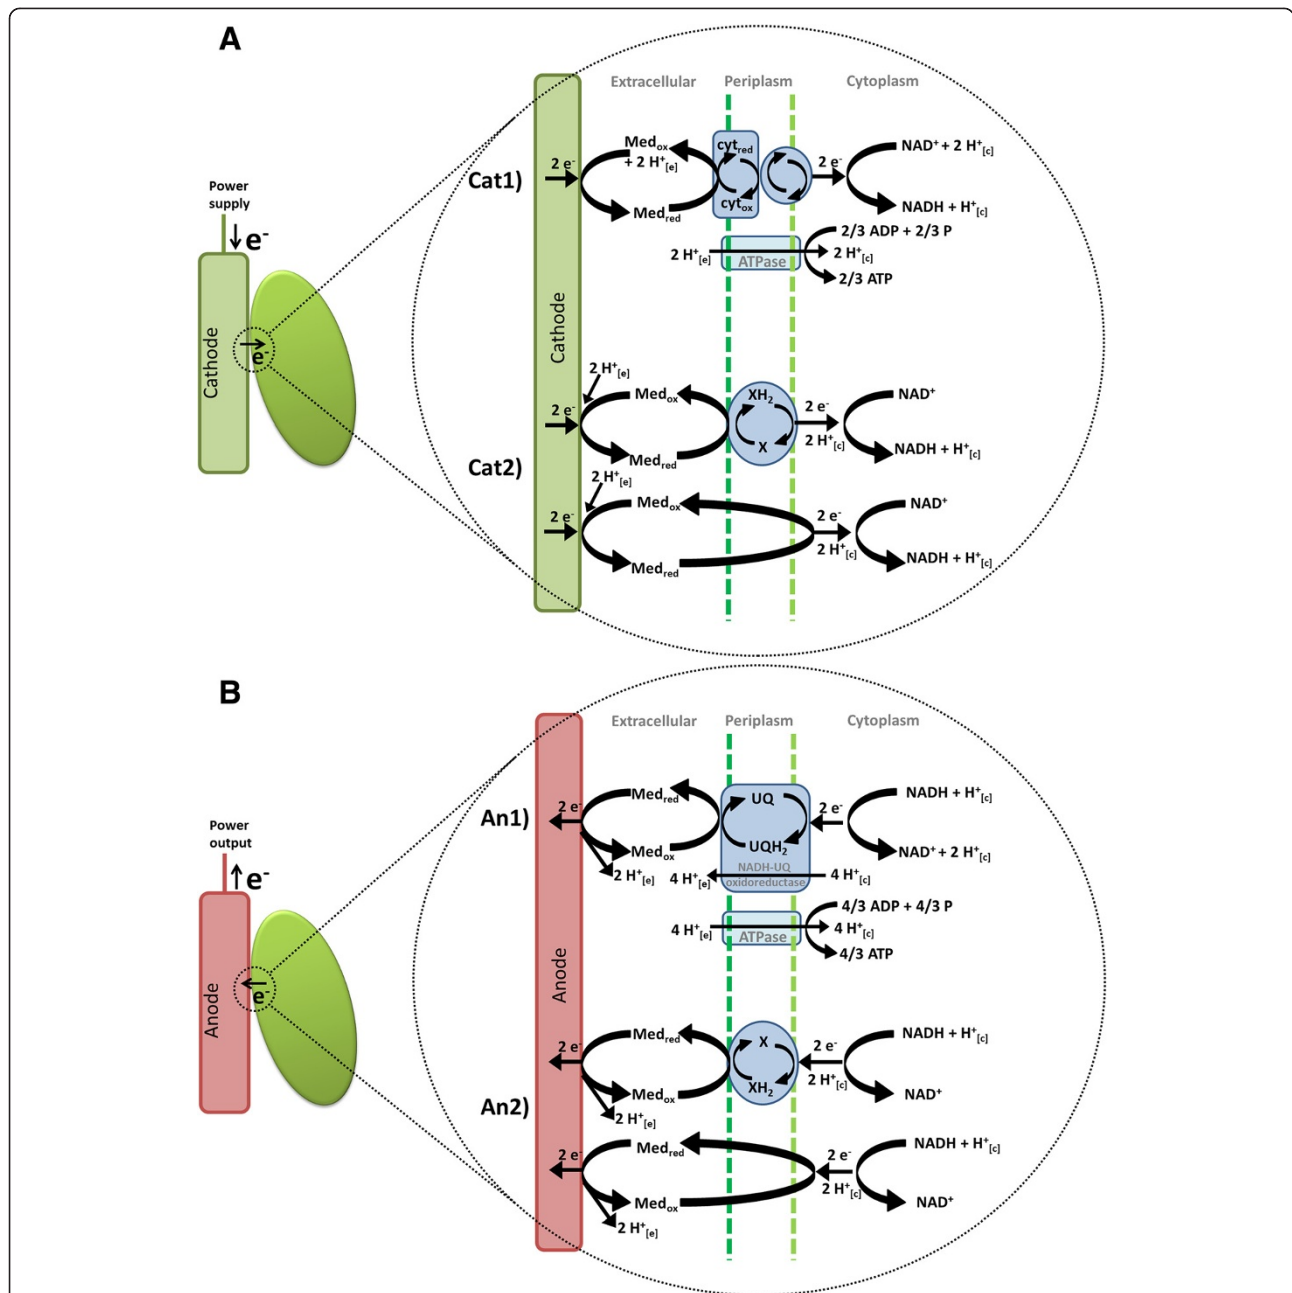 A
Power
supply
e-
Cathode
e-
Extracellular Periplasm Cytoplasm
Cathode
Cat1)
2 e-
Medox
+ 2 H+[e]
Medred
cytred
cytox
2 e-
NAD+ + 2 H+[c]
NADH + H+[c]
2 H+[e]
ATPase
2/3 ADP + 2/3 P
2 H+[c]
2/3 ATP
Cat2)
2 H+[e]
2 e-
Medox
Medred
XH2
X
2 e-
2 H+[c]
NAD+
NADH + H+[c]
2 H+[e]
2 e-
Medox
Medred
2 e-
2 H+[c]
NAD+
NADH + H+[c]
B
Power
output
e-
Anode
e-
Extracellular Periplasm Cytoplasm
Anode
An1)
2 e-
Medred
Medox
2 H+[e]
UQ
UQH2
NADH-UQ
oxidoreductase
2 e-
NADH + H+[c]
NAD+ + 2 H+[c]
4 H+[e]
4 H+[c]
4 H+[e]
ATPase
4/3 ADP + 4/3 P
4 H+[c]
4/3 ATP
An2)
2 e-
Medred
Medox
2 H+[e]
X
XH2
2 e-
2 H+[c]
NADH + H+[c]
NAD+
2 e-
Medred
Medox
2 H+[e]
2 e-
2 H+[c]
NADH + H+[c]
NAD+